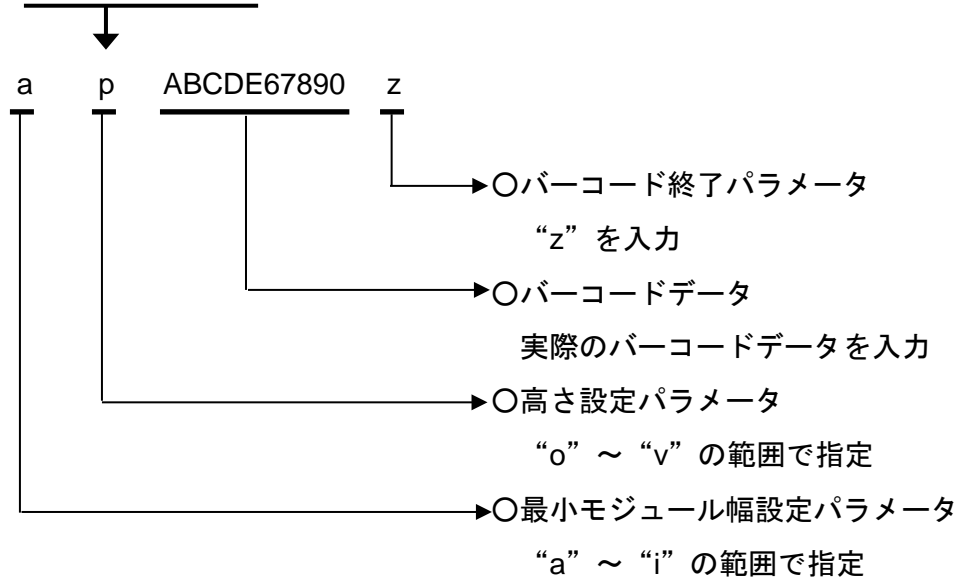 a p ABCDE67890 z
○バーコード終了パラメータ
“z”を入力
○バーコードデータ
実際のバーコードデータを入力
○高さ設定パラメータ
“o”～“v”の範囲で指定
○最小モジュール幅設定パラメータ
“a”～“i”の範囲で指定